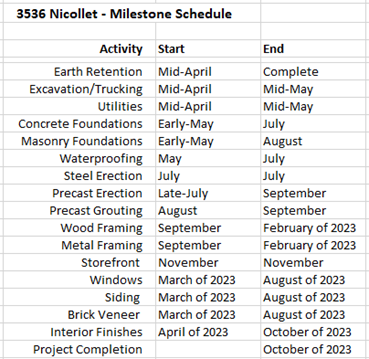 3536 Nicollet - Milestone Schedule
Activity Start End
Earth Retention Mid-April Complete
Excavation/Trucking Mid-April Mid-May
Utilities Mid-April Mid-May
Concrete Foundations Early-May July
Masonry Foundations Early-May August
Waterproofing May July
Steel Erection July July
Precast Erection Late-July September
Precast Grouting August September
Wood Framing September February of 2023
Metal Framing September February of 2023
Storefront November November
Windows March of 2023 August of 2023
Siding March of 2023 August of 2023
Brick Veneer March of 2023 August of 2023
Interior Finishes April of 2023 October of 2023
Project Completion October of 2023